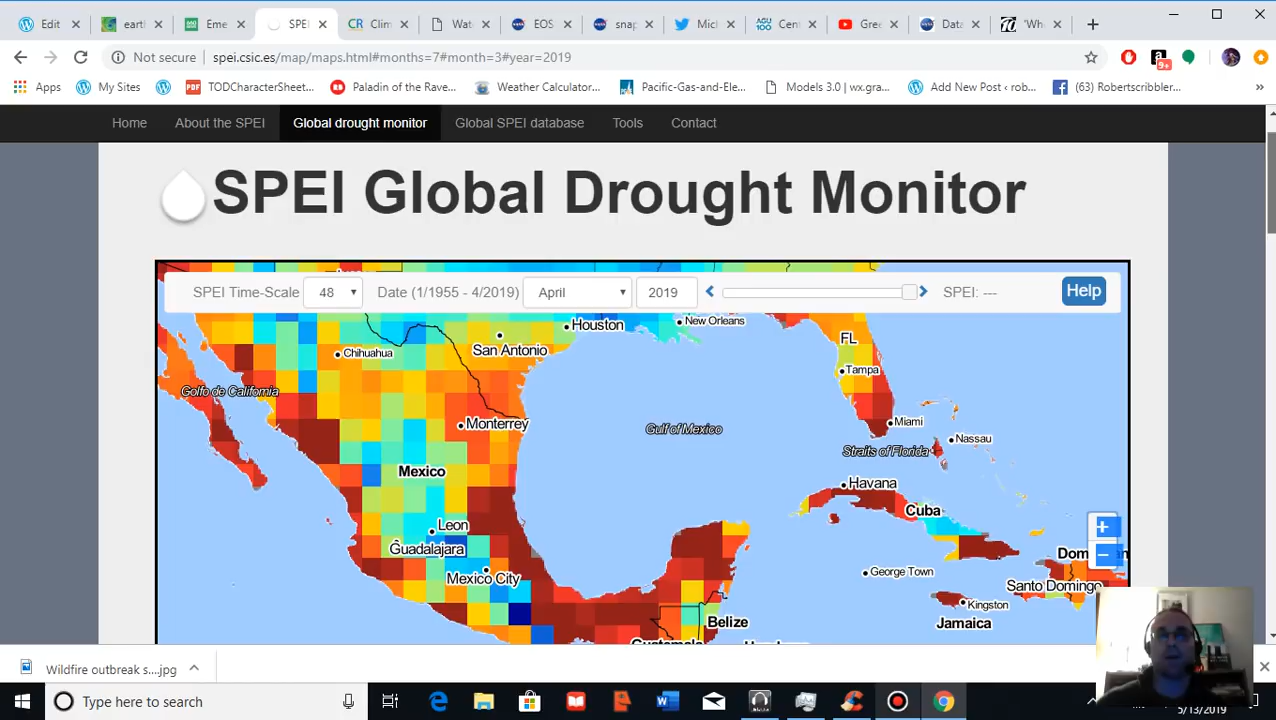 Edit
earth
Eme
SPEI
Clim
Wate
EOS
snap
Mich
Cent
Gree
Data
'Wh
Not secure
spei.csic.es/map/maps.html#months=7#month=3#year=2019
9+
Apps
My Sites
TODCharacterSheet...
Paladin of the Rave...
Weather Calculator...
Pacific-Gas-and-Ele...
Models 3.0 | wx.gra...
Add New Post ‹ rob...
(63) Robertscribbler...
»
Home
About the SPEI
Global drought monitor
Global SPEI database
Tools
Contact
SPEI Global Drought Monitor
SPEI Time-Scale
48
Date (1/1955 - 4/2019)
April
2019
SPEI: ---
Help
Houston
New Orleans
FL
San Antonio
Chihuahua
Tampa
Golfo de California
Monterrey
Gulf of Mexico
Miami
Nassau
Straits of Florida
Mexico
Havana
Cuba
Leon
Guadalajara
Mexico City
George Town
Santo Domingo
Kingston
Jamaica
Belize
Guatemala
Wildfire outbreak s....jpg
Type here to search
5/13/2019